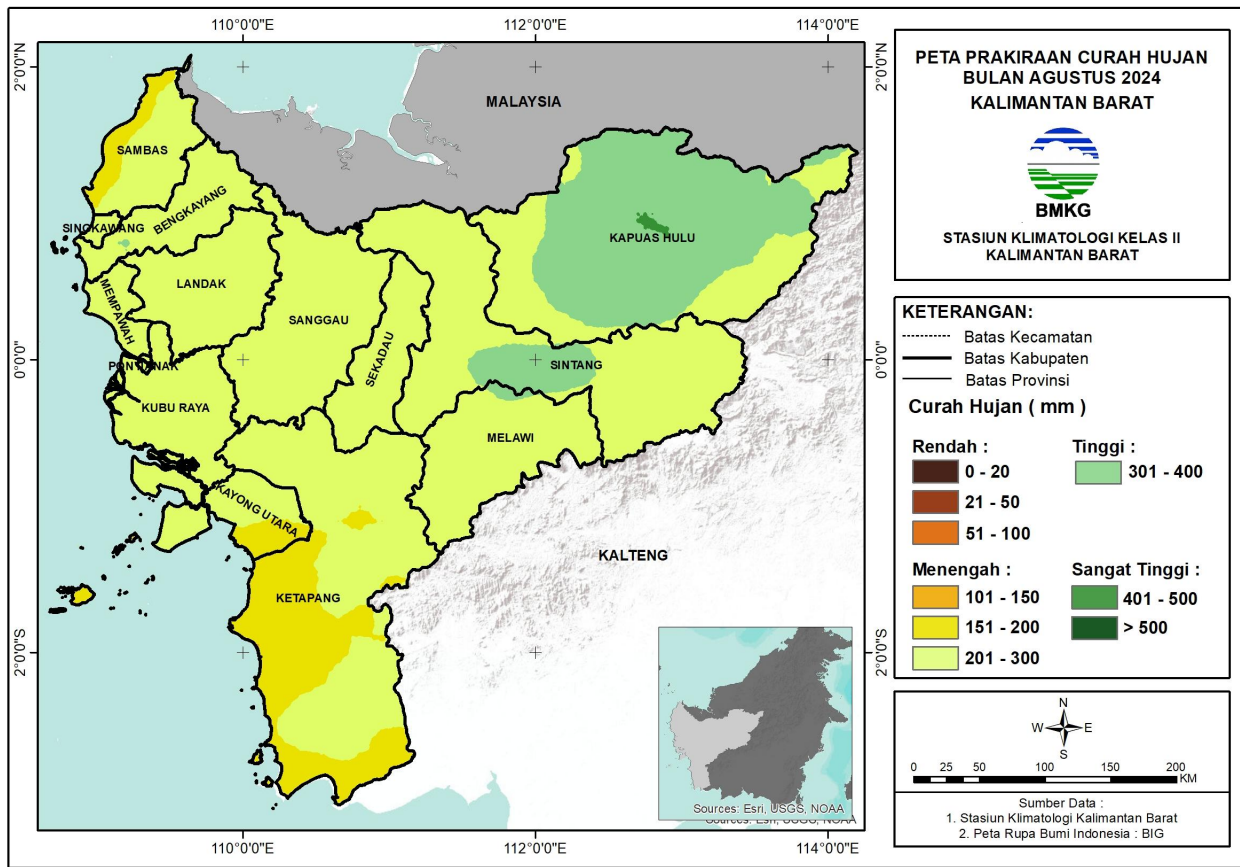 110°0'0"E
112°0'0"E
114°0'0"E
2°0'0"N
0°0'0"
2°0'0"S
2°0'0"N
0°0'0"
2°0'0"S
110°0'0"E
112°0'0"E
114°0'0"E
MALAYSIA
SAMBAS
BENGKAYANG
SINGKAWANG
LANDAK
MEMPAWAH
SANGGAU
SEKADAU
PONTIANAK
KUBU RAYA
KAPUAS HULU
SINTANG
MELAWI
KAYONG UTARA
KETAPANG
KALTENG
Sources: Esri, USGS, NOAA
Sources: Esri, USGS, NOAA
PETA PRAKIRAAN CURAH HUJAN
BULAN AGUSTUS 2024
KALIMANTAN BARAT
BMKG
STASIUN KLIMATOLOGI KELAS II
KALIMANTAN BARAT
KETERANGAN:
Batas Kecamatan
Batas Kabupaten
Batas Provinsi
Curah Hujan ( mm )
Rendah :
0 - 20
21 - 50
51 - 100
Tinggi :
301 - 400
Menengah :
101 - 150
151 - 200
201 - 300
Sangat Tinggi :
401 - 500
> 500
N
W E
S
0 25 50 100 150 200
KM
Sumber Data :
1. Stasiun Klimatologi Kalimantan Barat
2. Peta Rupa Bumi Indonesia : BIG